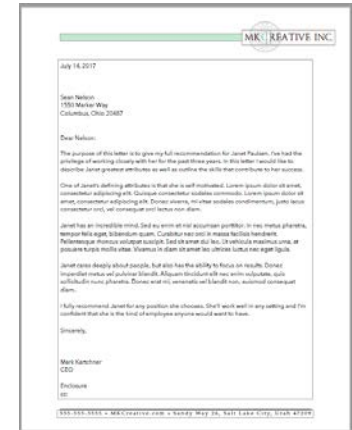 MK CREATIVE INC.
July 14, 2017
Sean Nelson
1550 Marker Way
Columbus, Ohio 20487
Dear Nelson:
The purpose of this letter is to give my full recommendation for Janet Paulsen. I've had the
privilege of working closely with her for the past three years. In this letter I would like to
describe Janet greatest attributes as well as outline the skills that contribute to her success.
One of Janet's defining attributes is that she is self motivated. Lorem ipsum dolor sit amet,
consectetur adipiscing elit. Quisque consectetur sodales commodo. Lorem ipsum dolor sit
amet, consectetur adipiscing elit. Donec viverra, mi vitae sodales condimentum, justo lacus
consectetur orci, vel consequat orci lectus non diam.
Janet has an incredible mind. Sed eu enim et nisl accumsan porttitor. In nec metus pharetra,
tempor felis eget, bibendum quam. Curabitur nec orci in massa facilisis hendrerit.
Pellentesque rhoncus volutpat suscipit. Sed sit amet dui leo. Ut vehicula maximus urna, at
posuere turpis mollis vitae. Vivamus in diam sit amet leo ultrices luctus nec eget ligula.
Janet cares deeply about people, but also has the ability to focus on results. Donec
imperdiet metus vel pulvinar blandit. Aliquam tincidunt elit nec enim vulputate, quis
sollicitudin nunc pharetra. Donec erat mi, venenatis vel blandit non, euismod consequat
diam.
I fully recommend Janet for any position she chooses. She'll work well in any setting and I'm
confident that she is the kind of employee anyone would want to have.
Sincerely,
Mark Kartchner
CEO
Enclosure
cc:
555-555-5555 • MKCreative.com • Sandy Way 26, Salt Lake City, Utah 47209